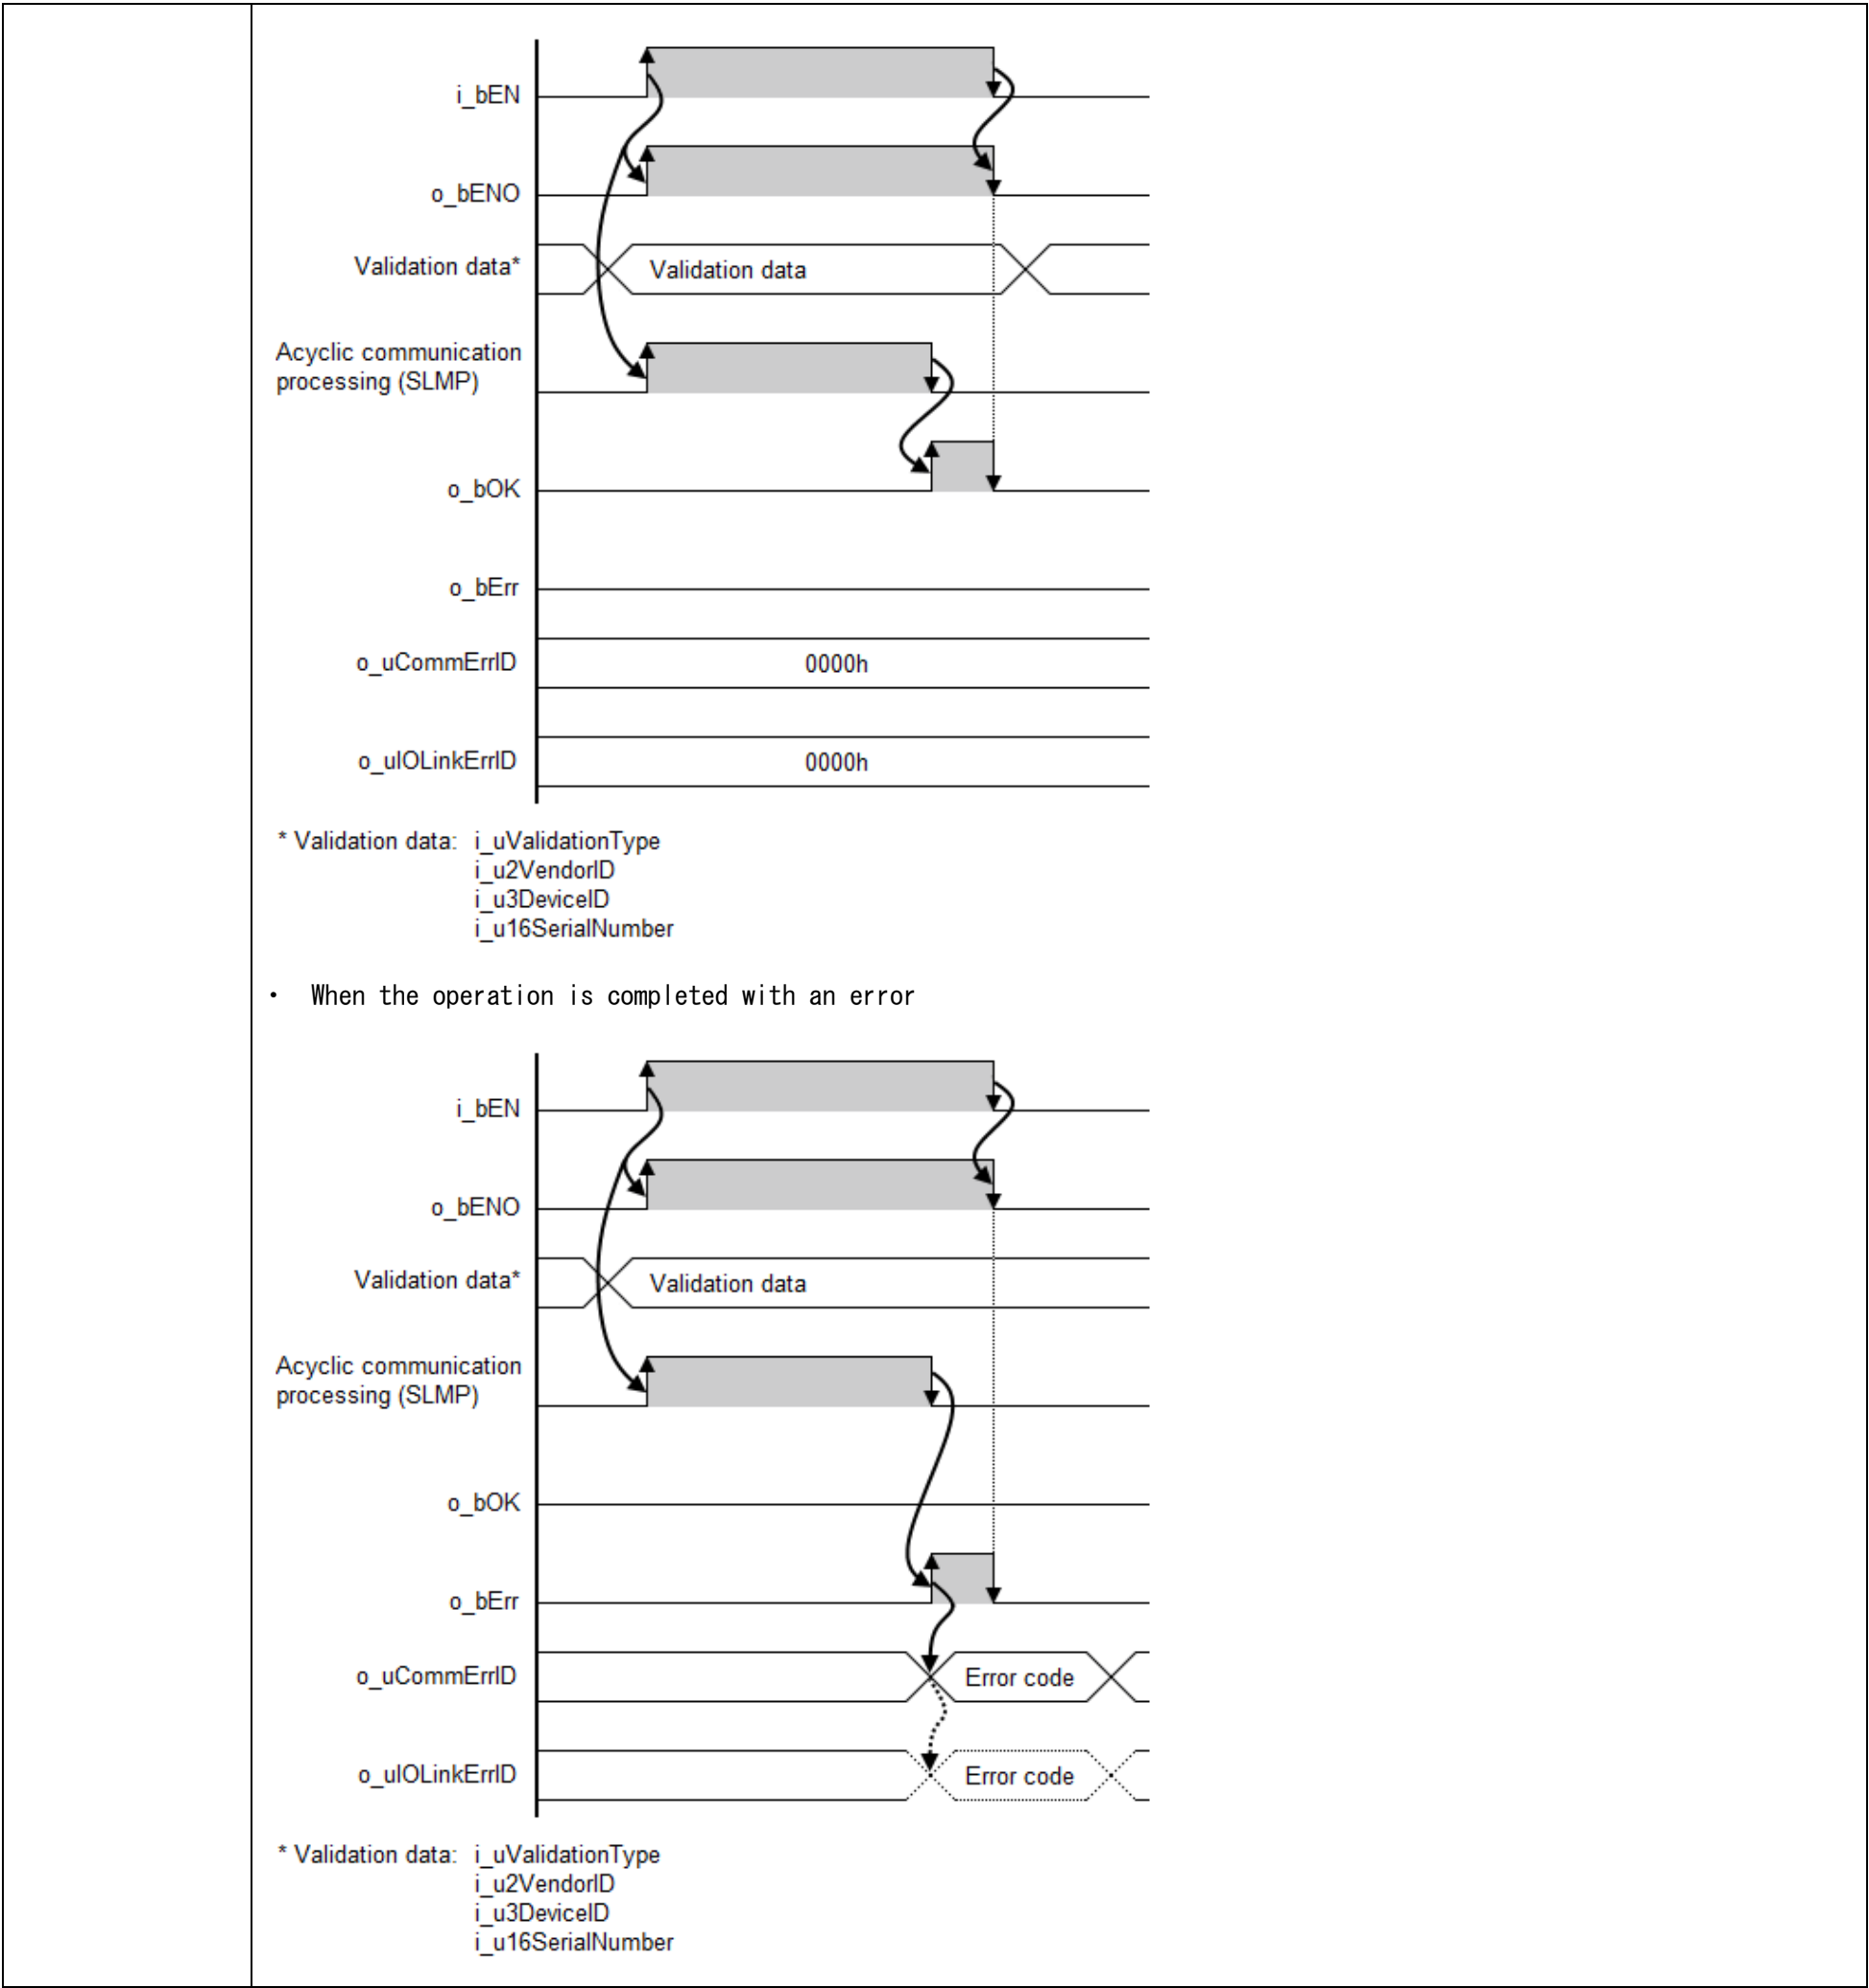 i_bEN
o_bENO
Validation data*
Validation data
Acyclic communication
processing (SLMP)
o_bOK
o_bErr
o_uCommErrID
0000h
o_uIOLinkErrID
0000h
* Validation data: i_uValidationType
i_u2VendorID
i_u3DeviceID
i_u16SerialNumber
・ When the operation is completed with an error
i_bEN
o_bENO
Validation data*
Validation data
Acyclic communication
processing (SLMP)
o_bOK
o_bErr
o_uCommErrID
Error code
o_uIOLinkErrID
Error code
* Validation data: i_uValidationType
i_u2VendorID
i_u3DeviceID
i_u16SerialNumber